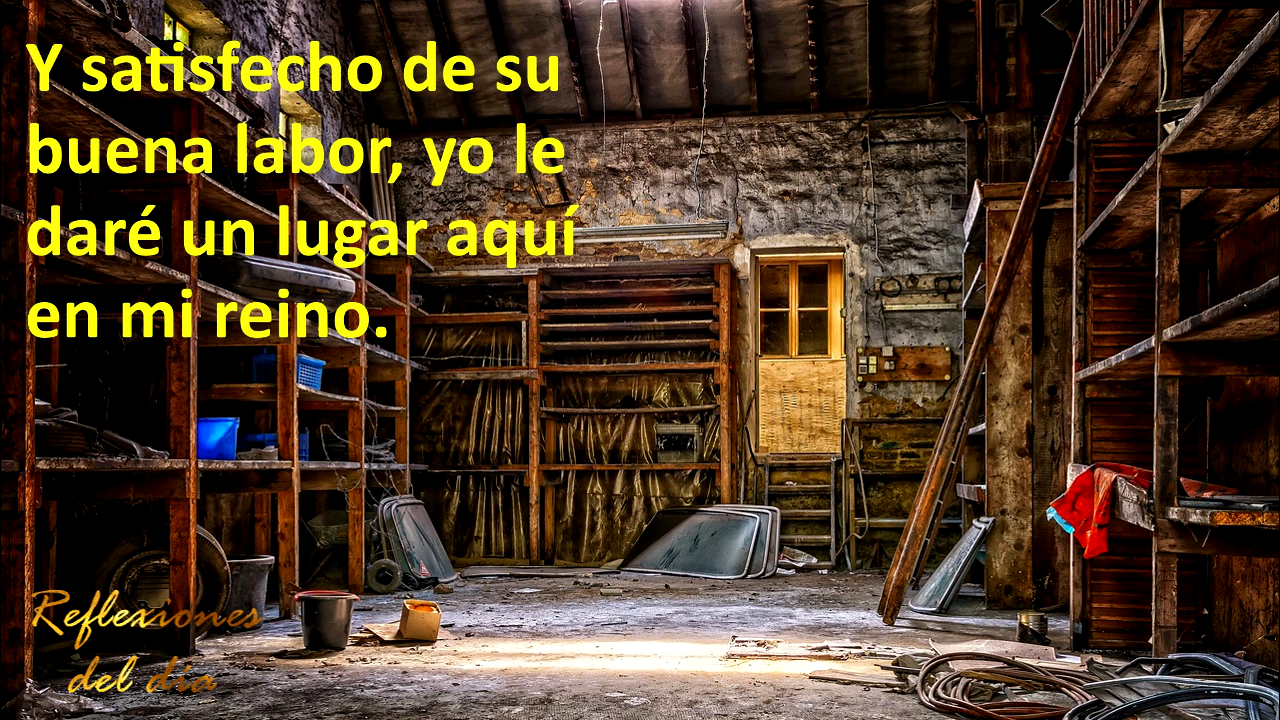 Y satisfecho de su
buena labor, yo le
daré un lugar aquí
en mi reino.
Reflexiones
del día